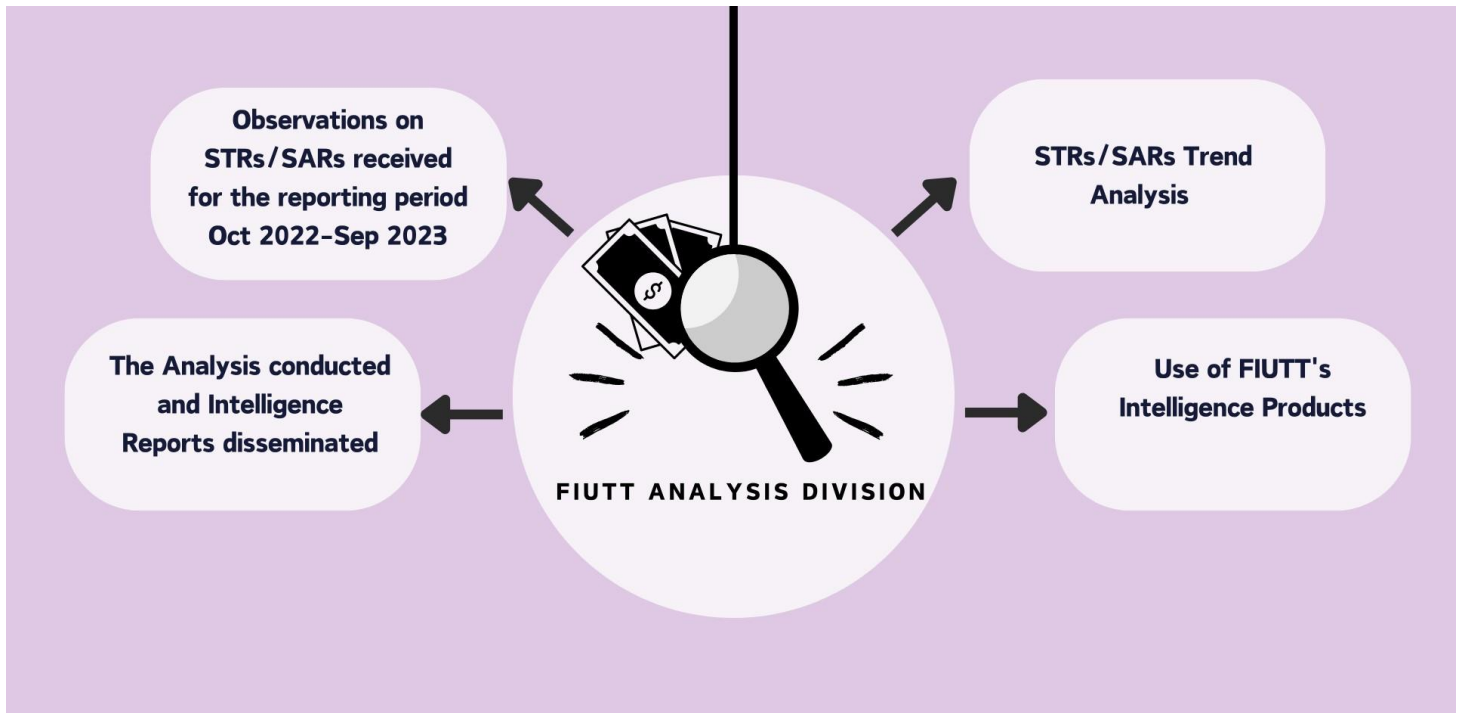 Observations on
STRs/SARs received
for the reporting period
Oct 2022-Sep 2023
STRs/SARs Trend
Analysis
The Analysis conducted
and Intelligence
Reports disseminated
Use of FIUTT's
Intelligence Products
$
FIUTT ANALYSIS DIVISION